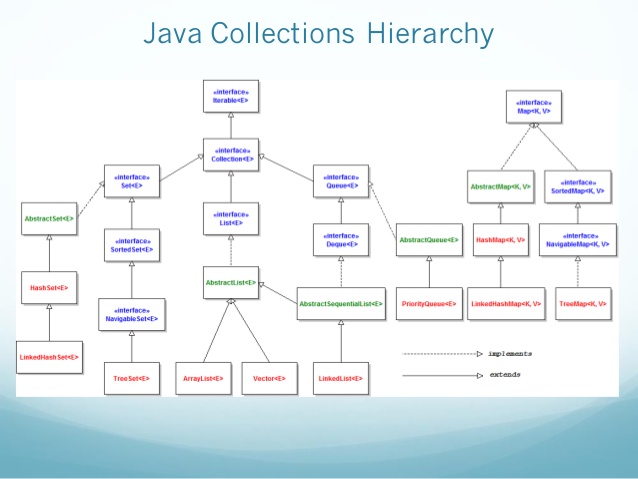 Java Collections Hierarchy
«interface»
Iterable<E>
«interface»
Map<K, V>
«interface»
Collection<E>
«interface»
Set<E>
«interface»
Queue<E>
AbstractMap<K, V>
«interface»
SortedMap<K, V>
AbstractSet<E>
«interface»
SortedSet<E>
«interface»
List<E>
«interface»
Deque<E>
AbstractQueue<E>
HashMap<K, V>
«interface»
NavigableMap<K, V>
HashSet<E>
AbstractList<E>
«interface»
NavigableSet<E>
AbstractSequentialList<E>
PriorityQueue<E>
LinkedHashMap<K, V>
TreeMap<K, V>
LinkedHashSet<E>
TreeSet<E>
ArrayList<E>
Vector<E>
LinkedList<E>
implements
extends